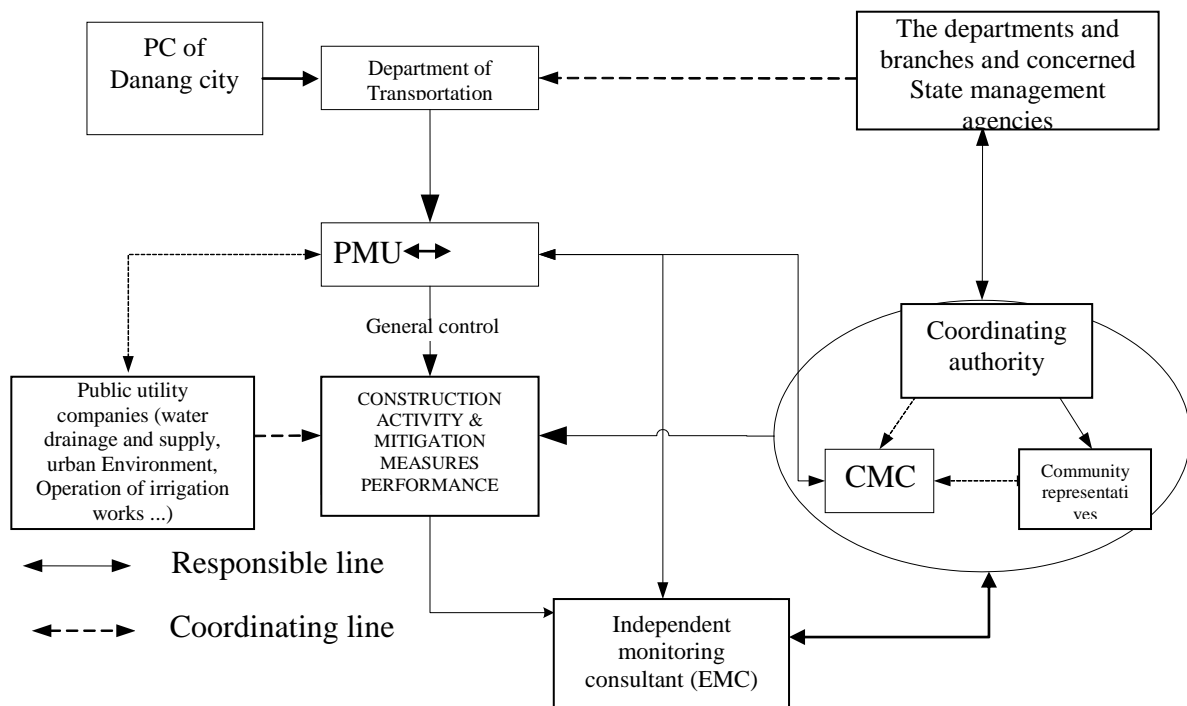 PC of
Danang city
Department of
Transportation
The departments and
branches and concerned
State management
agencies
PMU
General control
Coordinating
authority
Public utility
companies (water
drainage and supply,
urban Environment,
Operation of irrigation
works ...)
CONSTRUCTION
ACTIVITY &
MITIGATION
MEASURES
PERFORMANCE
CMC
Community
representati
ves
Responsible line
Coordinating line
Independent
monitoring
consultant (EMC)